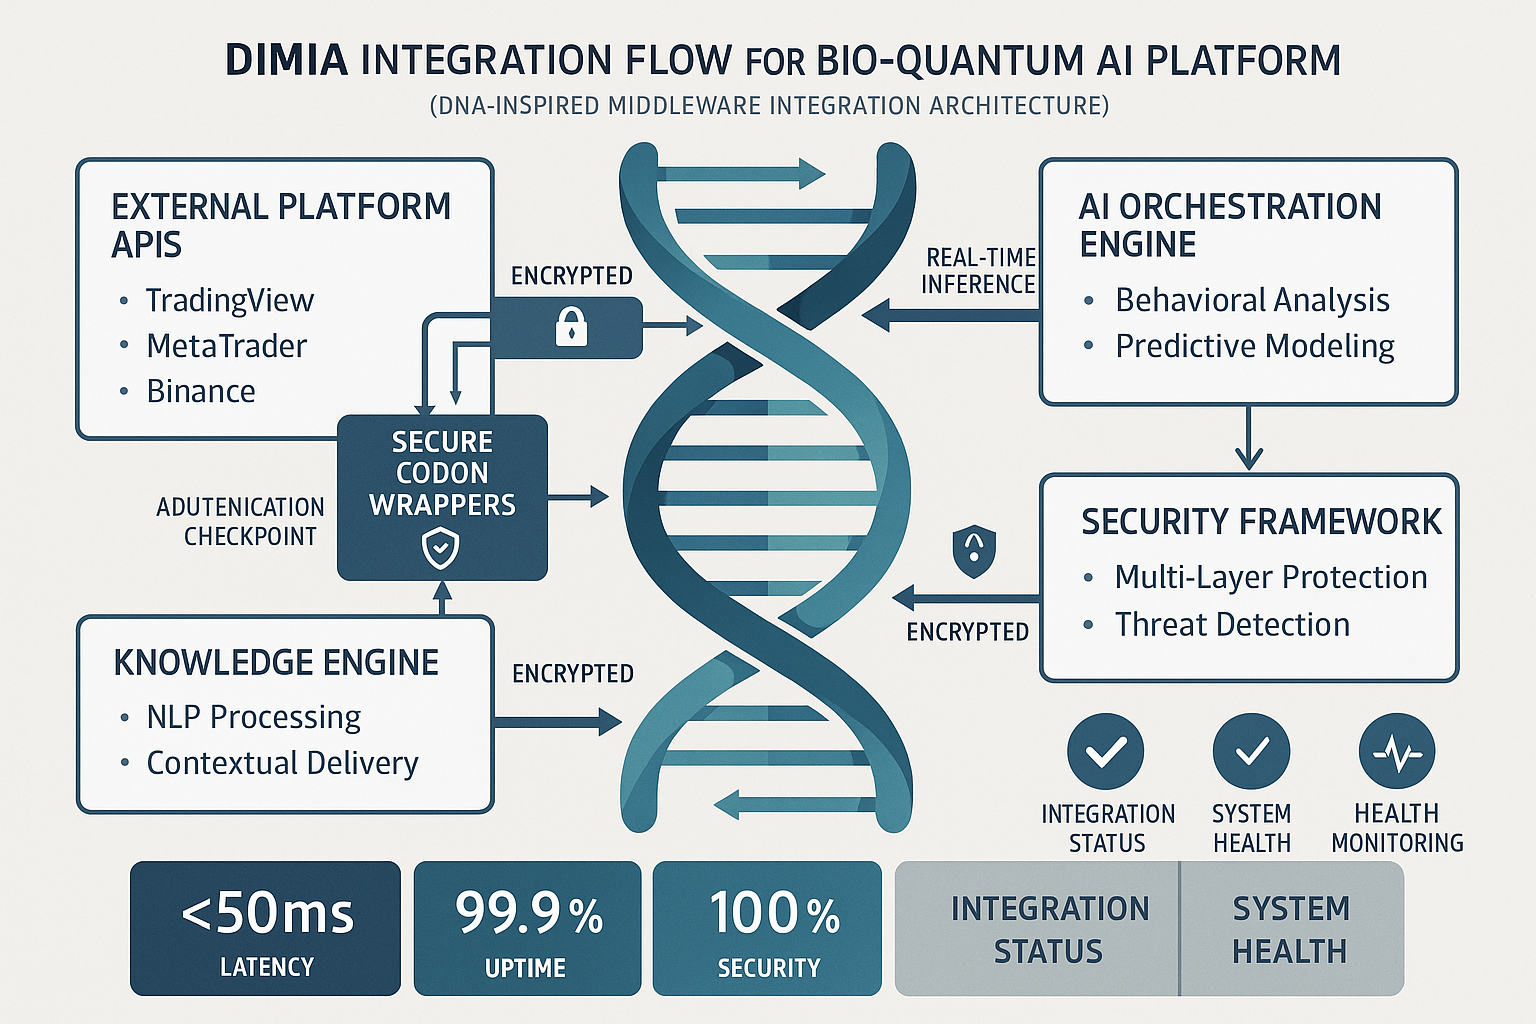 DIMIA INTEGRATION FLOW FOR BIO-QUANTUM AI PLATFORM
(DNA-INSPIRED MIDDLEWARE INTEGRATION ARCHITECTURE)
EXTERNAL PLATFORM
APIS
• TradingView
• MetaTrader
• Binance
ENCRYPTED
SECURE
CODON
WRAPPERS
ADUTENICATION
CHECKPOINT
KNOWLEDGE ENGINE
• NLP Processing
• Contextual Delivery
ENCRYPTED
REAL-TIME
INFERENCE
AI ORCHESTRATION
ENGINE
• Behavioral Analysis
• Predictive Modeling
SECURITY FRAMEWORK
• Multi-Layer Protection
• Threat Detection
ENCRYPTED
INTEGRATION
STATUS
SYSTEM
HEALTH
HEALTH
MONITORING
<50ms
LATENCY
99.9%
UPTIME
100%
SECURITY
INTEGRATION
STATUS
SYSTEM
HEALTH